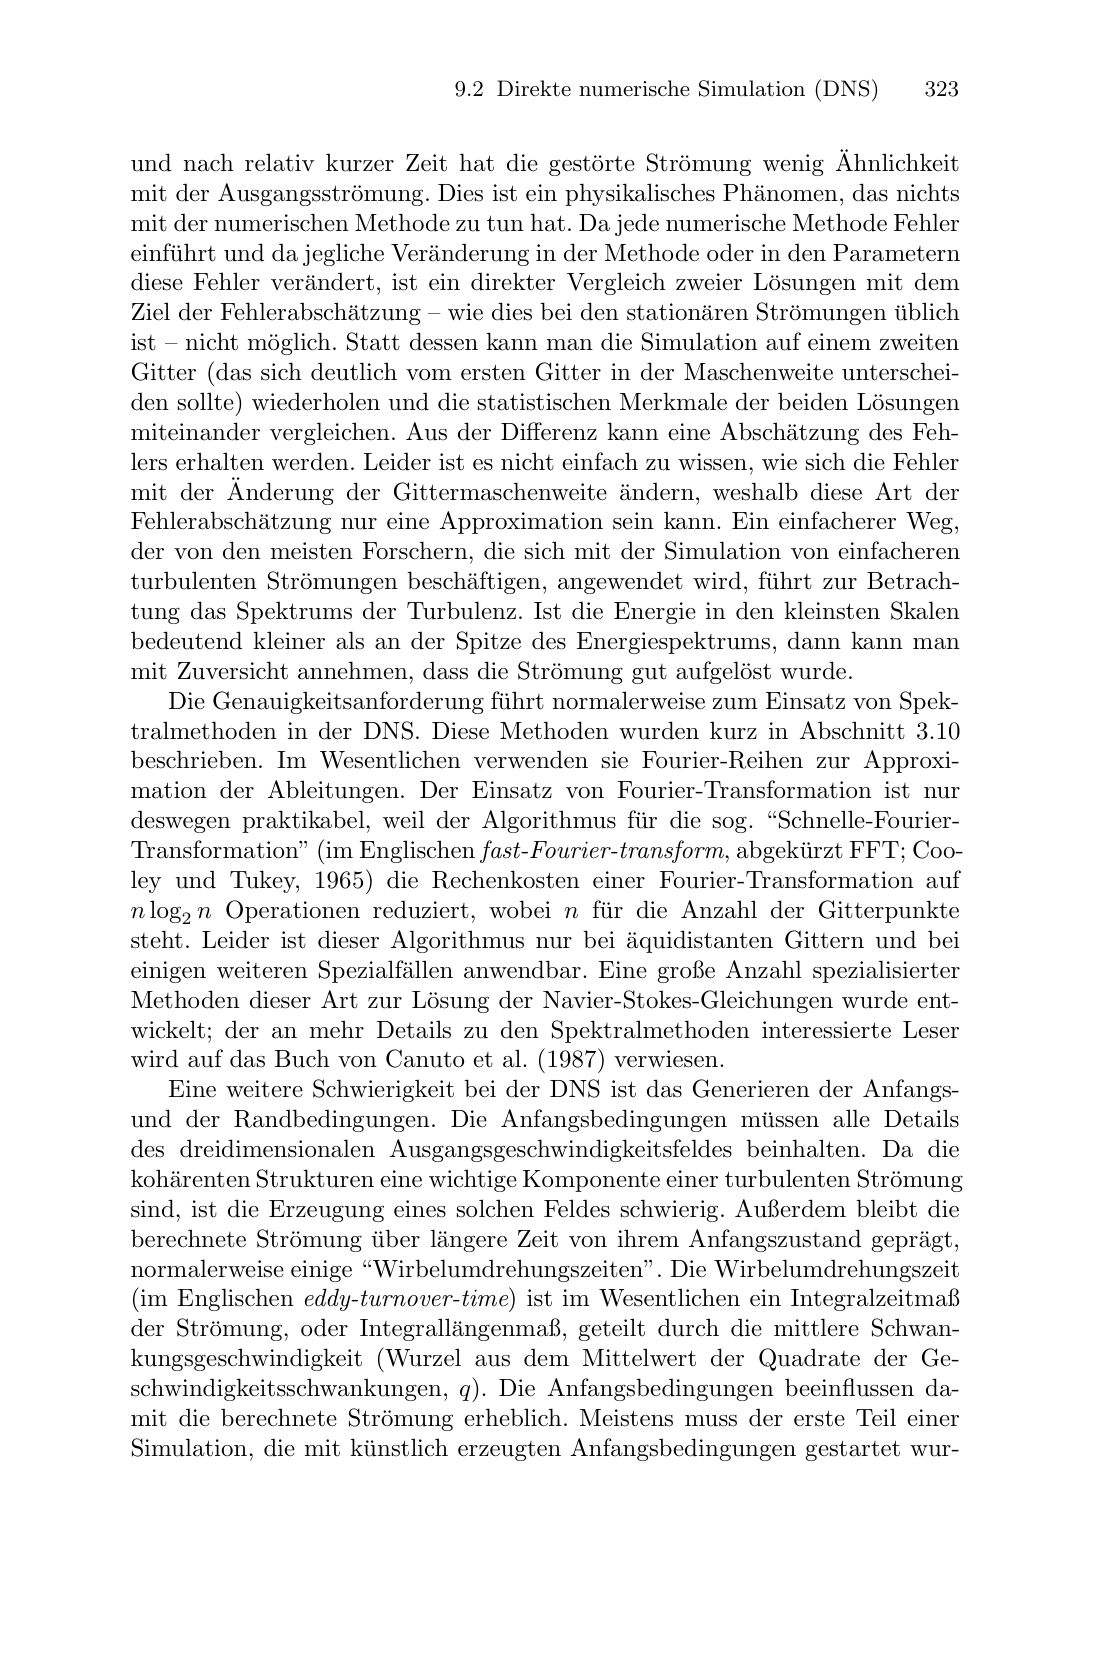 9.2 Direkte numerische Simulation (DNS) 323
und nach relativ kurzer Zeit hat die gestörte Strömung wenig Ähnlichkeit
mit der Ausgangsströmung. Dies ist ein physikalisches Phänomen, das nichts
mit der numerischen Methode zu tun hat. Da jede numerische Methode Fehler
einführt und da jegliche Veränderung in der Methode oder in den Parametern
diese Fehler verändert, ist ein direkter Vergleich zweier Lösungen mit dem
Ziel der Fehlerabschätzung – wie dies bei den stationären Strömungen üblich
ist – nicht möglich. Statt dessen kann man die Simulation auf einem zweiten
Gitter (das sich deutlich vom ersten Gitter in der Maschenweite unterschei-
den sollte) wiederholen und die statistischen Merkmale der beiden Lösungen
miteinander vergleichen. Aus der Differenz kann eine Abschätzung des Feh-
lers erhalten werden. Leider ist es nicht einfach zu wissen, wie sich die Fehler
mit der Änderung der Gittermaschenweite ändern, weshalb diese Art der
Fehlerabschätzung nur eine Approximation sein kann. Ein einfacherer Weg,
der von den meisten Forschern, die sich mit der Simulation von einfacheren
turbulenten Strömungen beschäftigen, angewendet wird, führt zur Betrach-
tung das Spektrums der Turbulenz. Ist die Energie in den kleinsten Skalen
bedeutend kleiner als an der Spitze des Energiespektrums, dann kann man
mit Zuversicht annehmen, dass die Strömung gut aufgelöst wurde.
Die Genauigkeitsanforderung führt normalerweise zum Einsatz von Spek-
tralmethoden in der DNS. Diese Methoden wurden kurz in Abschnitt 3.10
beschrieben. Im Wesentlichen verwenden sie Fourier-Reihen zur Approxi-
mation der Ableitungen. Der Einsatz von Fourier-Transformation ist nur
deswegen praktikabel, weil der Algorithmus für die sog. “Schnelle-Fourier-
Transformation” (im Englischen fast-Fourier-transform, abgekürzt FFT; Coo-
ley und Tukey, 1965) die Rechenkosten einer Fourier-Transformation auf
n log₂ n Operationen reduziert, wobei n für die Anzahl der Gitterpunkte
steht. Leider ist dieser Algorithmus nur bei äquidistanten Gittern und bei
einigen weiteren Spezialfällen anwendbar. Eine große Anzahl spezialisierter
Methoden dieser Art zur Lösung der Navier-Stokes-Gleichungen wurde ent-
wickelt; der an mehr Details zu den Spektralmethoden interessierte Leser
wird auf das Buch von Canuto et al. (1987) verwiesen.
Eine weitere Schwierigkeit bei der DNS ist das Generieren der Anfangs-
und der Randbedingungen. Die Anfangsbedingungen müssen alle Details
des dreidimensionalen Ausgangsgeschwindigkeitsfeldes beinhalten. Da die
kohärenten Strukturen eine wichtige Komponente einer turbulenten Strömung
sind, ist die Erzeugung eines solchen Feldes schwierig. Außerdem bleibt die
berechnete Strömung über längere Zeit von ihrem Anfangszustand geprägt,
normalerweise einige “Wirbelumdrehungszeiten”. Die Wirbelumdrehungszeit
(im Englischen eddy-turnover-time) ist im Wesentlichen ein Integralzeitmaß
der Strömung, oder Integrallängenmaß, geteilt durch die mittlere Schwan-
kungsgeschwindigkeit (Wurzel aus dem Mittelwert der Quadrate der Ge-
schwindigkeitsschwankungen, q). Die Anfangsbedingungen beeinflussen da-
mit die berechnete Strömung erheblich. Meistens muss der erste Teil einer
Simulation, die mit künstlich erzeugten Anfangsbedingungen gestartet wur-